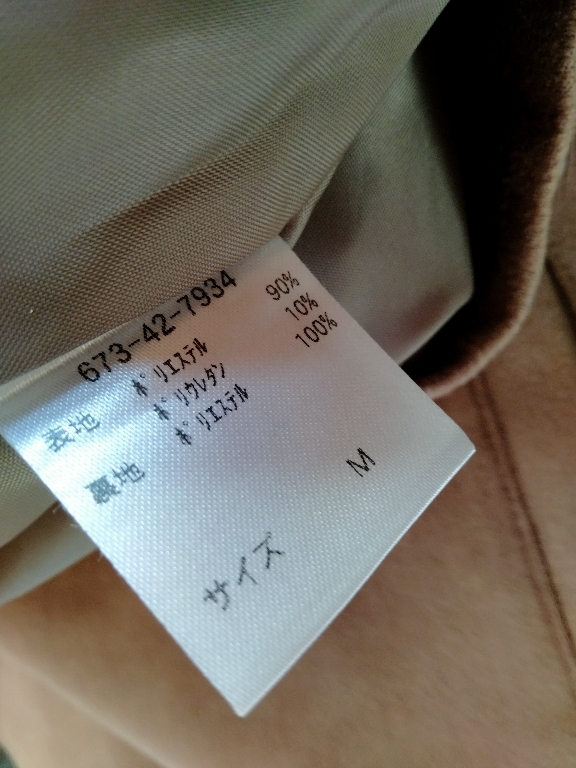 673-42-7934
表地 ポリエステル 90%
ポリウレタン 10%
裏地 ポリエステル 100%
サイズ M